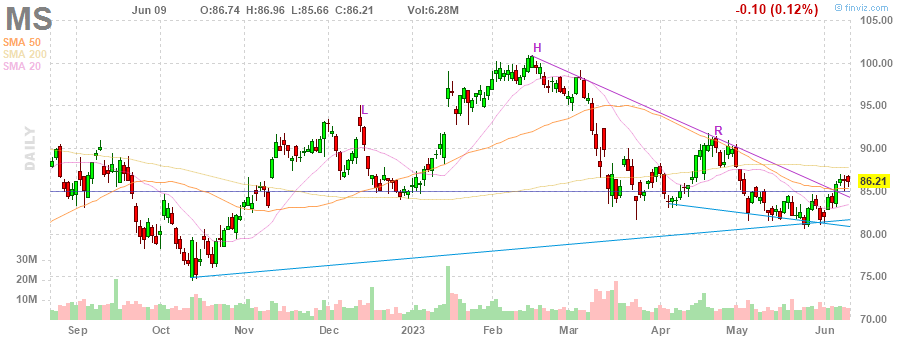 MS
Jun 09 O:86.74 H:86.96 L:85.66 C:86.21 Vol:6.28M
-0.10 (0.12%)
© finviz.com
SMA 50
SMA 200
SMA 20
DAILY
L
H
R
105.00
100.00
95.00
90.00
86.21
85.00
80.00
75.00
70.00
30M
20M
10M
Sep Oct Nov Dec 2023 Feb Mar Apr May Jun